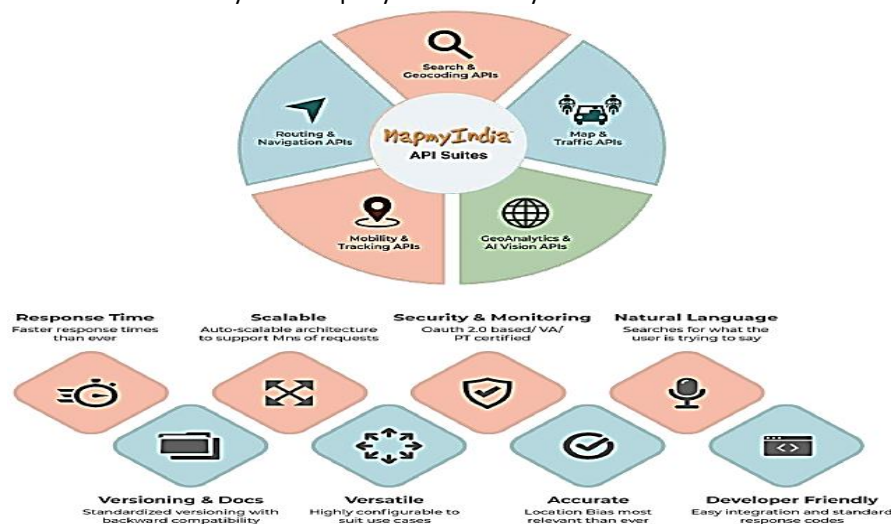 Search &
Geocoding APIs
Routing &
Navigation APIs
MapmyIndia
API Suites
Map &
Traffic APIs
Mobility &
Tracking APIs
GeoAnalytics &
AI Vision APIs
Response Time
Faster response times
than ever
Scalable
Auto-scalable architecture
to support Mns of requests
Security & Monitoring
Oauth 2.0 based/ VA/
PT certified
Natural Language
Searches for what the
user is trying to say
Versioning & Docs
Standardized versioning with
backward compatibility
Versatile
Highly configurable to
suit use cases
Accurate
Location Bias most
relevant than ever
Developer Friendly
Easy integration and standard
response codes